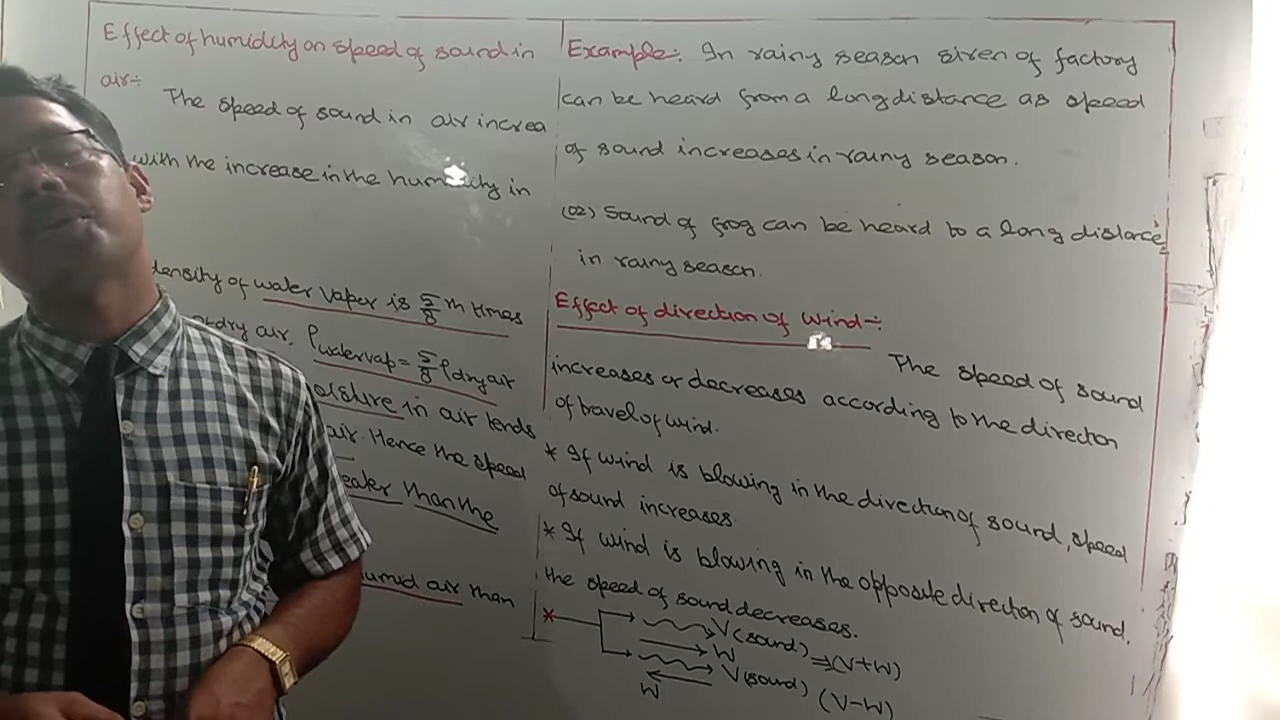 Effect of humidity on speed of sound in
air:-
The speed of sound in air increa
with the increase in the humidity in
density of water vaper is 5/8 th times
dry air, ρwatervap = 5/8 ρdry air
in air tends
air. Hence the speed
than the
humid air than
Example:- In rainy season siren of factory
can be heard from a long distance as speed
of sound increases in rainy season.
(02) Sound of frog can be heard to a long distance
in rainy season.
Effect of direction of wind:-
The speed of sound
increases or decreases according to the direction
of travel of wind.
* If wind is blowing in the direction of sound, speed
of sound increases.
* If wind is blowing in the opposite direction of sound,
the speed of sound decreases.
V(sound) ⇒(V+W)
W
V(sound) (V-W)
W